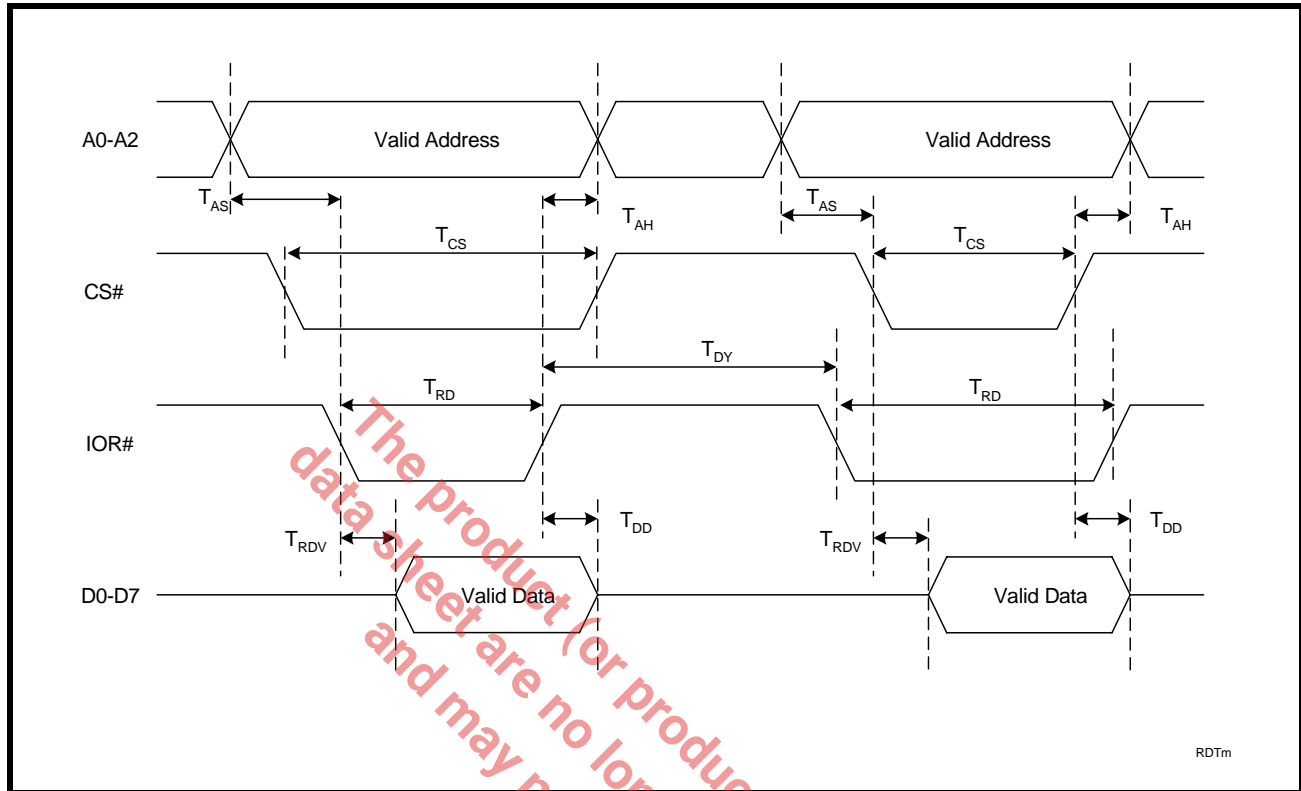 A0-A2
Valid Address
Valid Address
TAS
TAH
TAS
TAH
TCS
TCS
CS#
TDY
TRD
TRD
IOR#
TRDV
TDD
TRDV
TDD
D0-D7
Valid Data
Valid Data
The product (or produc
data sheet are no lon
and may
RDTm